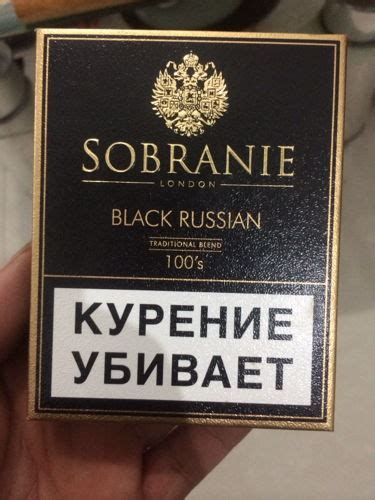 SOBRANIE
LONDON
BLACK RUSSIAN
TRADITIONAL BLEND
100's
КУРЕНИЕ
УБИВАЕТ